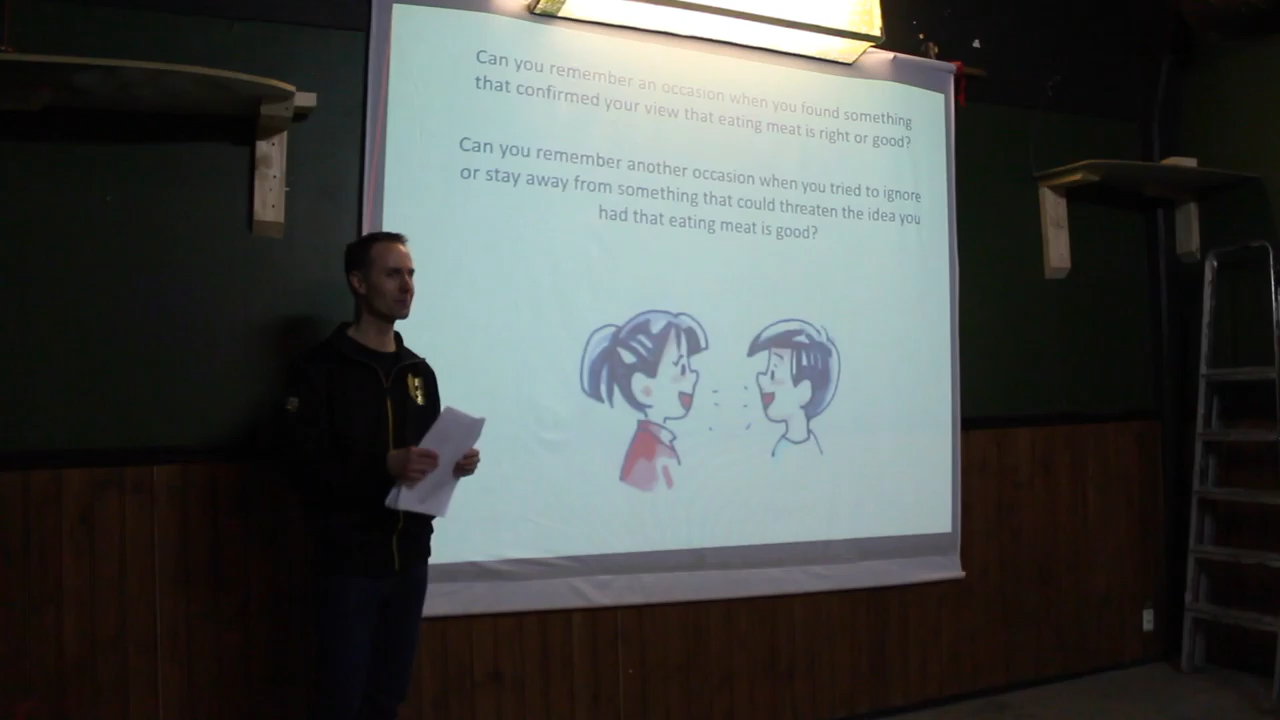 Can you remember an occasion when you found something
that confirmed your view that eating meat is right or good?
Can you remember another occasion when you tried to ignore
or stay away from something that could threaten the idea you
had that eating meat is good?